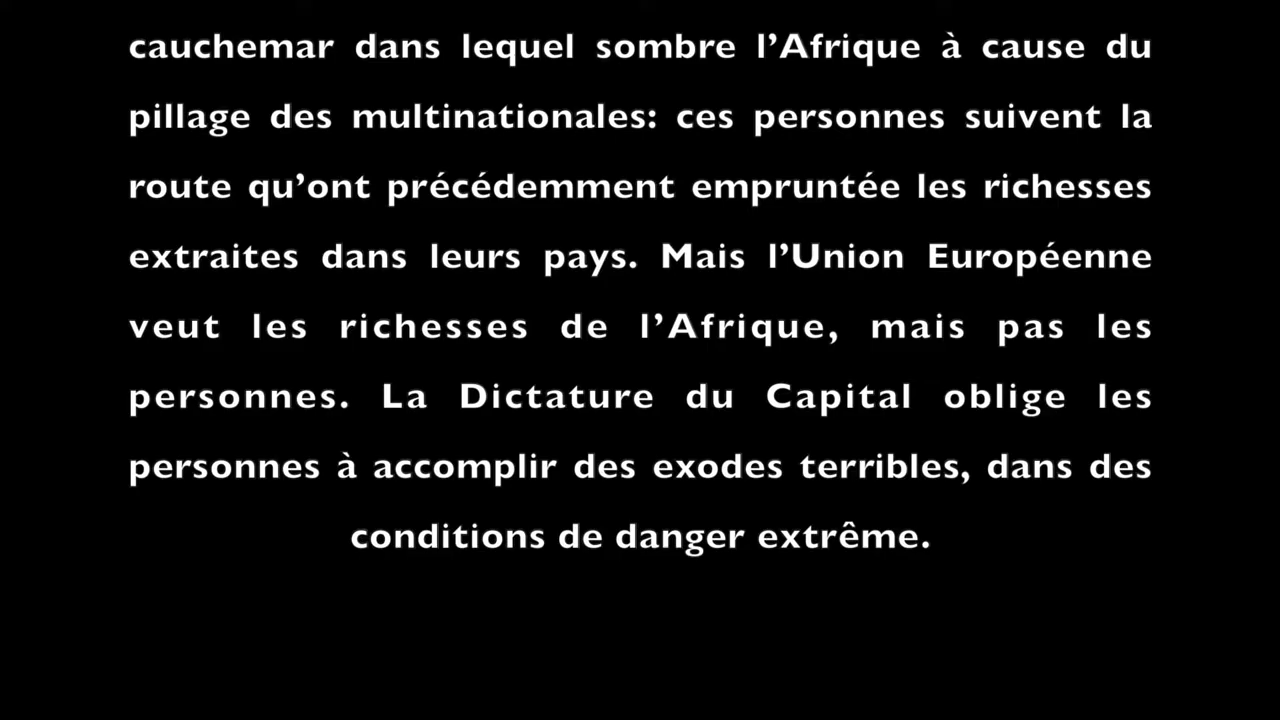 cauchemar dans lequel sombre l’Afrique à cause du
pillage des multinationales: ces personnes suivent la
route qu’ont précédemment empruntée les richesses
extraites dans leurs pays. Mais l’Union Européenne
veut les richesses de l’Afrique, mais pas les
personnes. La Dictature du Capital oblige les
personnes à accomplir des exodes terribles, dans des
conditions de danger extrême.